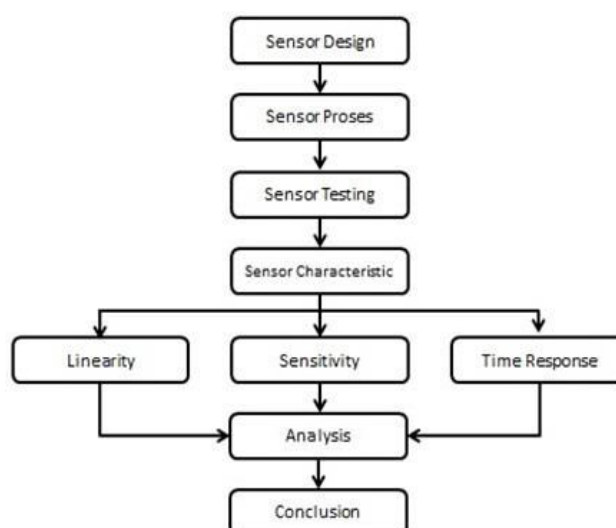 Sensor Design
Sensor Proses
Sensor Testing
Sensor Characteristic
Linearity
Sensitivity
Time Response
Analysis
Conclusion